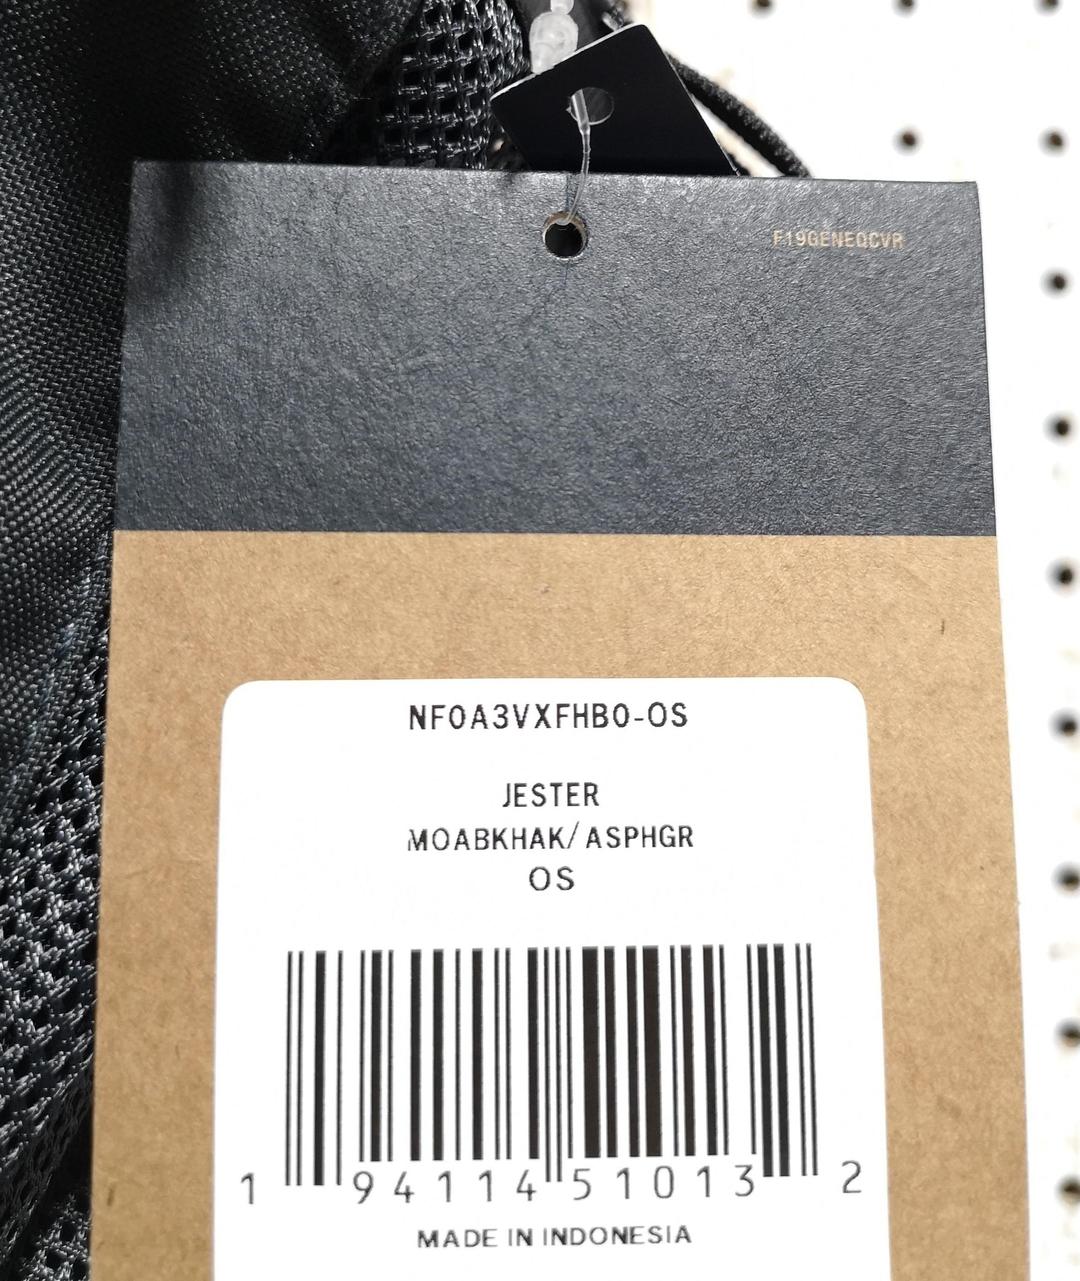 F19GENEQCVR
NF0A3VXFHB0-OS
JESTER
MOABKHAK/ASPHGR
OS
1 94114 51013 2
MADE IN INDONESIA